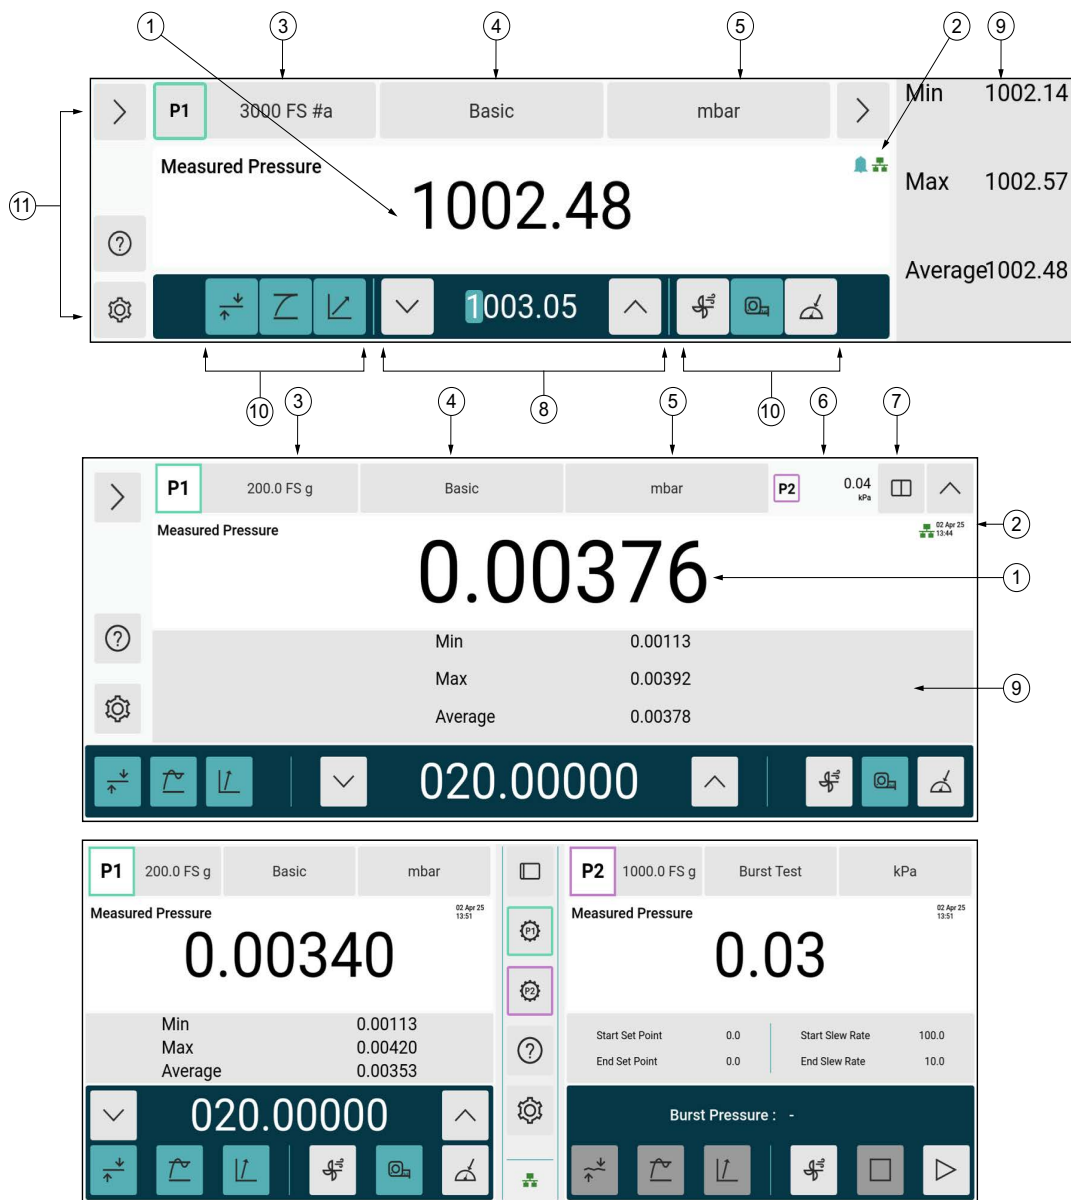 1 3 4 5 2 9
P1 3000 FS #a Basic mbar
Min 1002.14
Measured Pressure
1002.48
Max 1002.57
11
?
Average 1002.48
1003.05
10 8 10
3 4 5 6 7
P1 200.0 FS g Basic mbar P2 0.04
kPa
Measured Pressure
02 Apr 25
13:44
2
0.00376
1
?
Min 0.00113
Max 0.00392
9
Average 0.00378
020.00000
P1 200.0 FS g Basic mbar
Measured Pressure
02 Apr 25
13:51
0.00340
Min 0.00113
Max 0.00420
Average 0.00353
020.00000
P1
P2
?
P2 1000.0 FS g Burst Test kPa
Measured Pressure
02 Apr 25
13:51
0.03
Start Set Point 0.0 Start Slew Rate 100.0
End Set Point 0.0 End Slew Rate 10.0
Burst Pressure : -